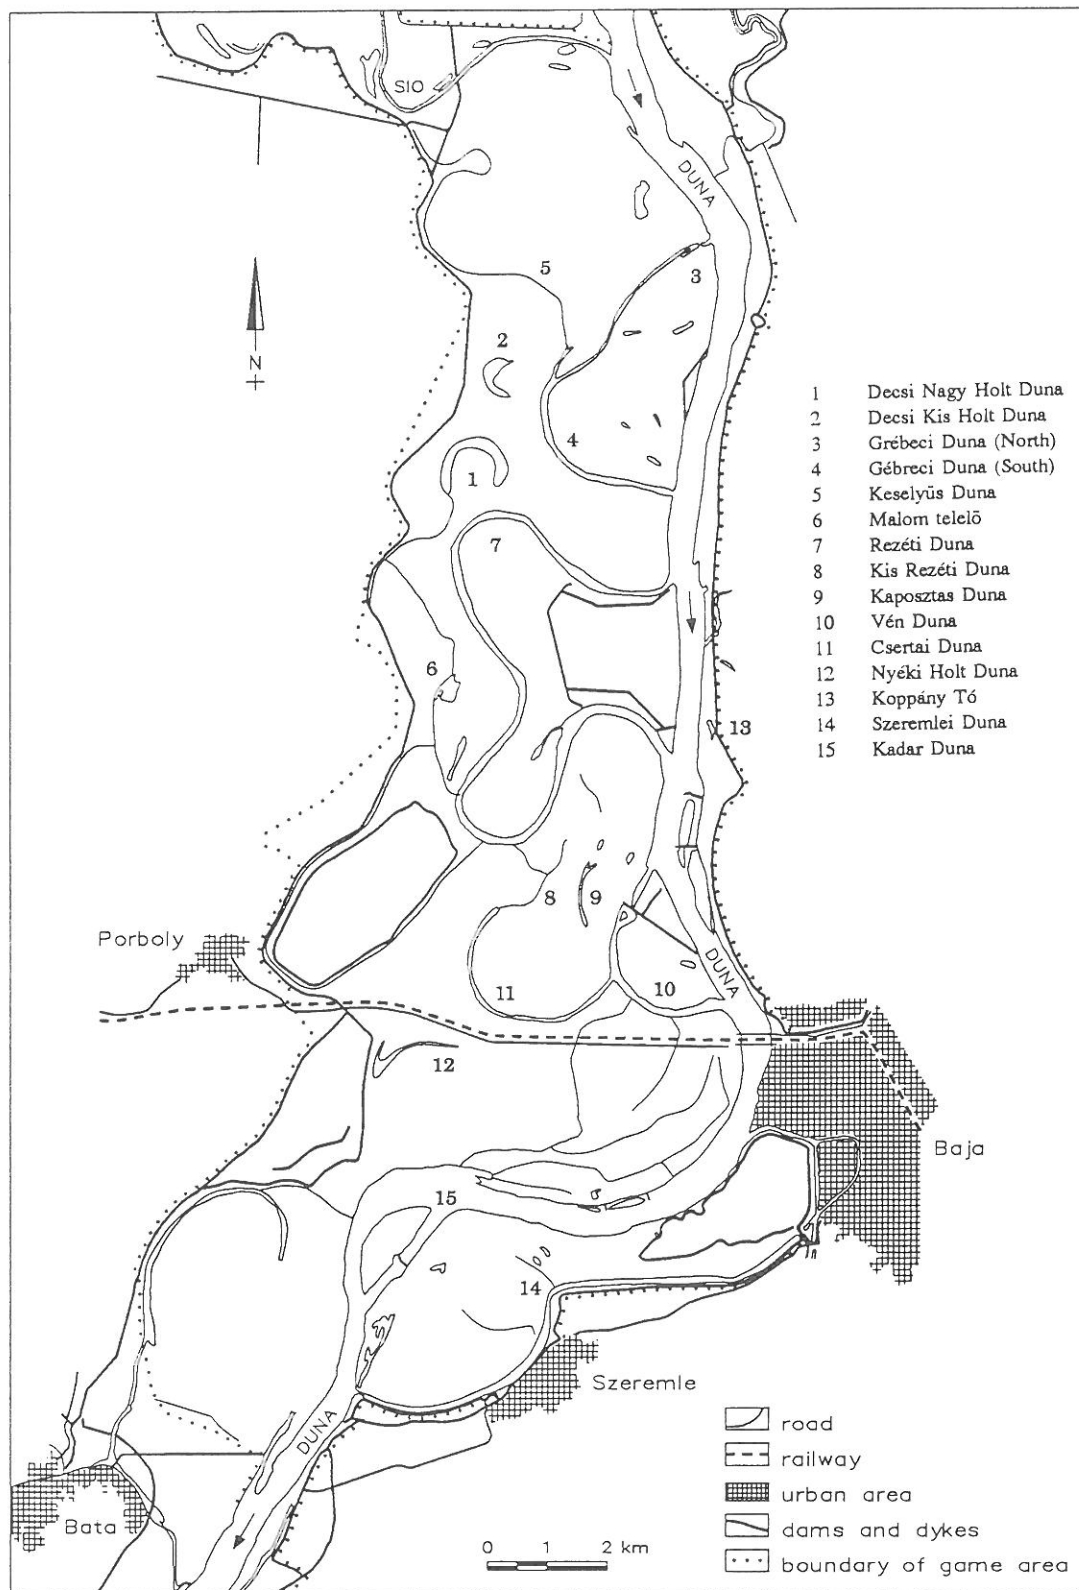 SIO
DUNA
5
3
2
N
4
1
7
6
13
1 Decsi Nagy Holt Duna
2 Decsi Kis Holt Duna
3 Grébeci Duna (North)
4 Gébreci Duna (South)
5 Keselyüs Duna
6 Malom telelő
7 Rezéti Duna
8 Kis Rezéti Duna
9 Kaposztas Duna
10 Vén Duna
11 Csertai Duna
12 Nyéki Holt Duna
13 Koppány Tó
14 Szeremlei Duna
15 Kadar Duna
8
9
Porboly
DUNA
11
10
12
Baja
15
14
Szeremle
DUNA
Bata
0 1 2 km
road
railway
urban area
dams and dykes
boundary of game area